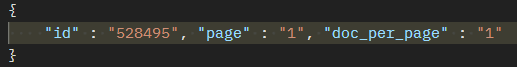 {
"id" : "528495", "page" : "1", "doc_per_page" : "1"
}